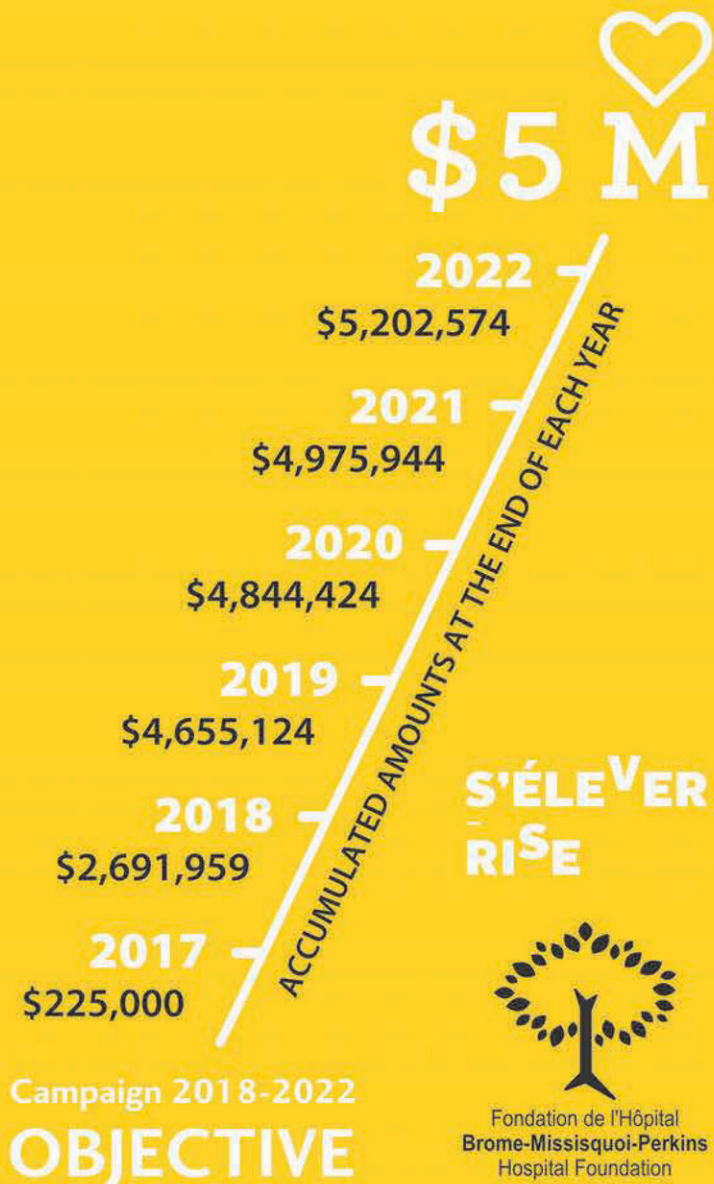 $5 M
2022
$5,202,574
2021
$4,975,944
2020
$4,844,424
2019
$4,655,124
2018
$2,691,959
2017
$225,000
ACCUMULATED AMOUNTS AT THE END OF EACH YEAR
S'ÉLEVER
-
RISE
Campaign 2018-2022
OBJECTIVE
Fondation de l'Hôpital
Brome-Missisquoi-Perkins
Hospital Foundation